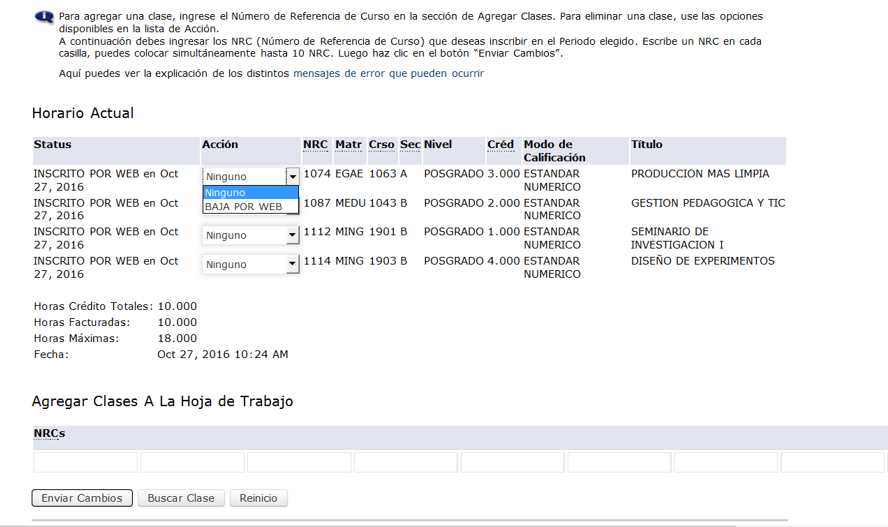 Para agregar una clase, ingrese el Número de Referencia de Curso en la sección de Agregar Clases. Para eliminar una clase, use las opciones
disponibles en la lista de Acción.
A continuación debes ingresar los NRC (Número de Referencia de Curso) que deseas inscribir en el Periodo elegido. Escribe un NRC en cada
casilla, puedes colocar simultáneamente hasta 10 NRC. Luego haz clic en el botón "Enviar Cambios".
Aquí puedes ver la explicación de los distintos mensajes de error que pueden ocurrir
Horario Actual
Status Acción NRC Matr Crso Sec Nivel Créd Modo de Título
Calificación
INSCRITO POR WEB en Oct Ninguno 1074 EGAE 1063 A POSGRADO 3.000 ESTANDAR PRODUCCION MAS LIMPIA
27, 2016 Ninguno NUMERICO
INSCRITO POR WEB en Oct BAJA POR WEB 1087 MEDU 1043 B POSGRADO 2.000 ESTANDAR GESTION PEDAGOGICA Y TIC
27, 2016 NUMERICO
INSCRITO POR WEB en Oct Ninguno 1112 MING 1901 B POSGRADO 1.000 ESTANDAR SEMINARIO DE
27, 2016 NUMERICO INVESTIGACION I
INSCRITO POR WEB en Oct Ninguno 1114 MING 1903 B POSGRADO 4.000 ESTANDAR DISEÑO DE EXPERIMENTOS
27, 2016 NUMERICO
Horas Crédito Totales: 10.000
Horas Facturadas: 10.000
Horas Máximas: 18.000
Fecha: Oct 27, 2016 10:24 AM
Agregar Clases A La Hoja de Trabajo
NRCs
Enviar Cambios Buscar Clase Reinicio